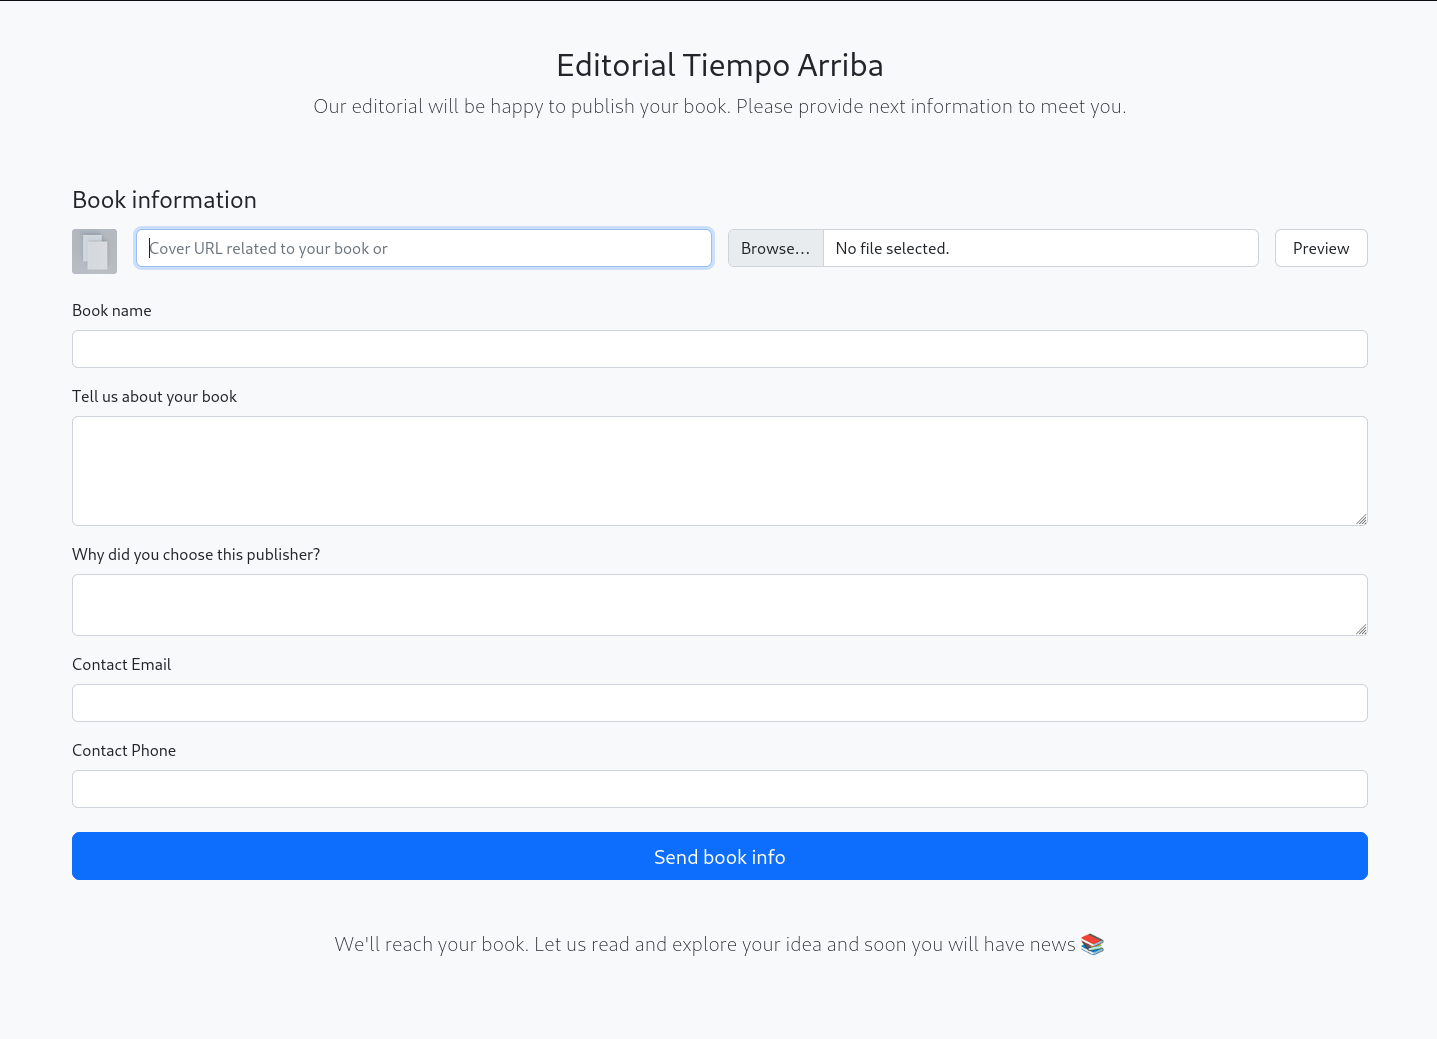 Editorial Tiempo Arriba
Our editorial will be happy to publish your book. Please provide next information to meet you.
Book information
Cover URL related to your book or
Browse... No file selected.
Preview
Book name
Tell us about your book
Why did you choose this publisher?
Contact Email
Contact Phone
Send book info
We'll reach your book. Let us read and explore your idea and soon you will have news 📚